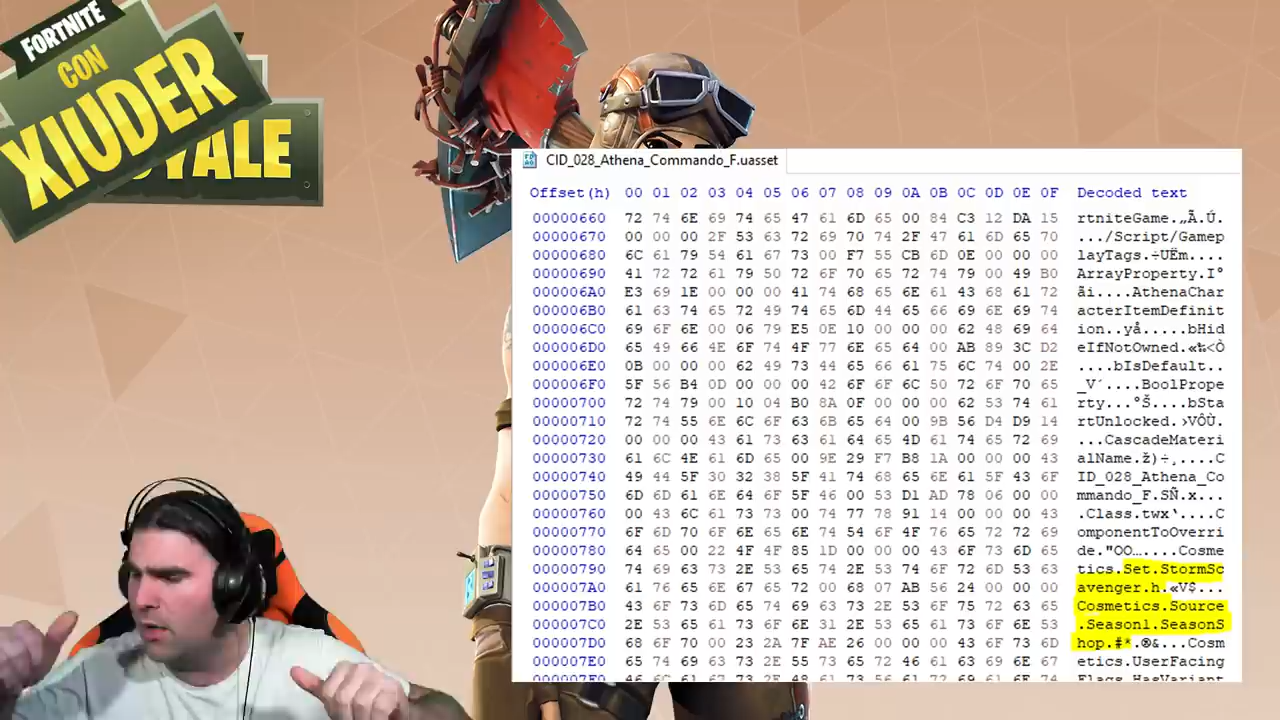 FORTNITE
CON
XIUDER
YALE
CID_028_Athena_Commando_F.uasset
Offset(h) 00 01 02 03 04 05 06 07 08 09 0A 0B 0C 0D 0E 0F Decoded text
00000660 72 74 6E 69 74 65 47 61 6D 65 00 84 C3 12 DA 15 rtniteGame.„Ã.Ú.
00000670 00 00 00 2F 53 63 72 69 70 74 2F 47 61 6D 65 70 .../Script/Gamep
00000680 6C 61 79 54 61 67 73 00 F7 55 CB 6D 0E 00 00 00 layTags.÷UËm....
00000690 41 72 72 61 79 50 72 6F 70 65 72 74 79 00 49 B0 ArrayProperty.I°
000006A0 E3 69 1E 00 00 00 41 74 68 65 6E 61 43 68 61 72 ãi....AthenaChar
000006B0 61 63 74 65 72 49 74 65 6D 44 65 66 69 6E 69 74 acterItemDefinit
000006C0 69 6F 6E 00 06 79 E5 0E 10 00 00 00 62 48 69 64 ion..yå.....bHid
000006D0 65 49 66 4E 6F 74 4F 77 6E 65 64 00 AB 89 3C D2 eIfNotOwned.«‰<Ò
000006E0 0B 00 00 00 62 49 73 44 65 66 61 75 6C 74 00 2E ....bIsDefault..
000006F0 5F 56 B4 0D 00 00 00 42 6F 6F 6C 50 72 6F 70 65 _V´....BoolPrope
00000700 72 74 79 00 10 04 B0 8A 0F 00 00 00 62 53 74 61 rty...°Š....bSta
00000710 72 74 55 6E 6C 6F 63 6B 65 64 00 9B 56 D4 D9 14 rtUnlocked.›VÔÙ.
00000720 00 00 00 43 61 73 63 61 64 65 4D 61 74 65 72 69 ...CascadeMateri
00000730 61 6C 4E 61 6D 65 00 9E 29 F7 B8 1A 00 00 00 43 alName.ž)÷¸....C
00000740 49 44 5F 30 32 38 5F 41 74 68 65 6E 61 5F 43 6F ID_028_Athena_Co
00000750 6D 6D 61 6E 64 6F 5F 46 00 53 D1 AD 78 06 00 00 mmando_F.SÑ.x...
00000760 00 43 6C 61 73 73 00 74 77 78 91 14 00 00 00 43 .Class.twx‘....C
00000770 6F 6D 70 6F 6E 65 6E 74 54 6F 4F 76 65 72 72 69 omponentToOverri
00000780 64 65 00 22 4F 4F 85 1D 00 00 00 43 6F 73 6D 65 de."OO…....Cosme
00000790 74 69 63 73 2E 53 65 74 2E 53 74 6F 72 6D 53 63 tics.Set.StormSc
000007A0 61 76 65 6E 67 65 72 00 68 07 AB 56 24 00 00 00 avenger.h.«V$...
000007B0 43 6F 73 6D 65 74 69 63 73 2E 53 6F 75 72 63 65 Cosmetics.Source
000007C0 2E 53 65 61 73 6F 6E 31 2E 53 65 61 73 6F 6E 53 .Season1.SeasonS
000007D0 68 6F 70 00 23 2A 7F AE 26 00 00 00 43 6F 73 6D hop.#*.®&...Cosm
000007E0 65 74 69 63 73 2E 55 73 65 72 46 61 63 69 6E 67 etics.UserFacing
000007F0 46 6C 61 67 73 2E 48 61 73 56 61 72 69 61 6E 74 Flags.HasVariant